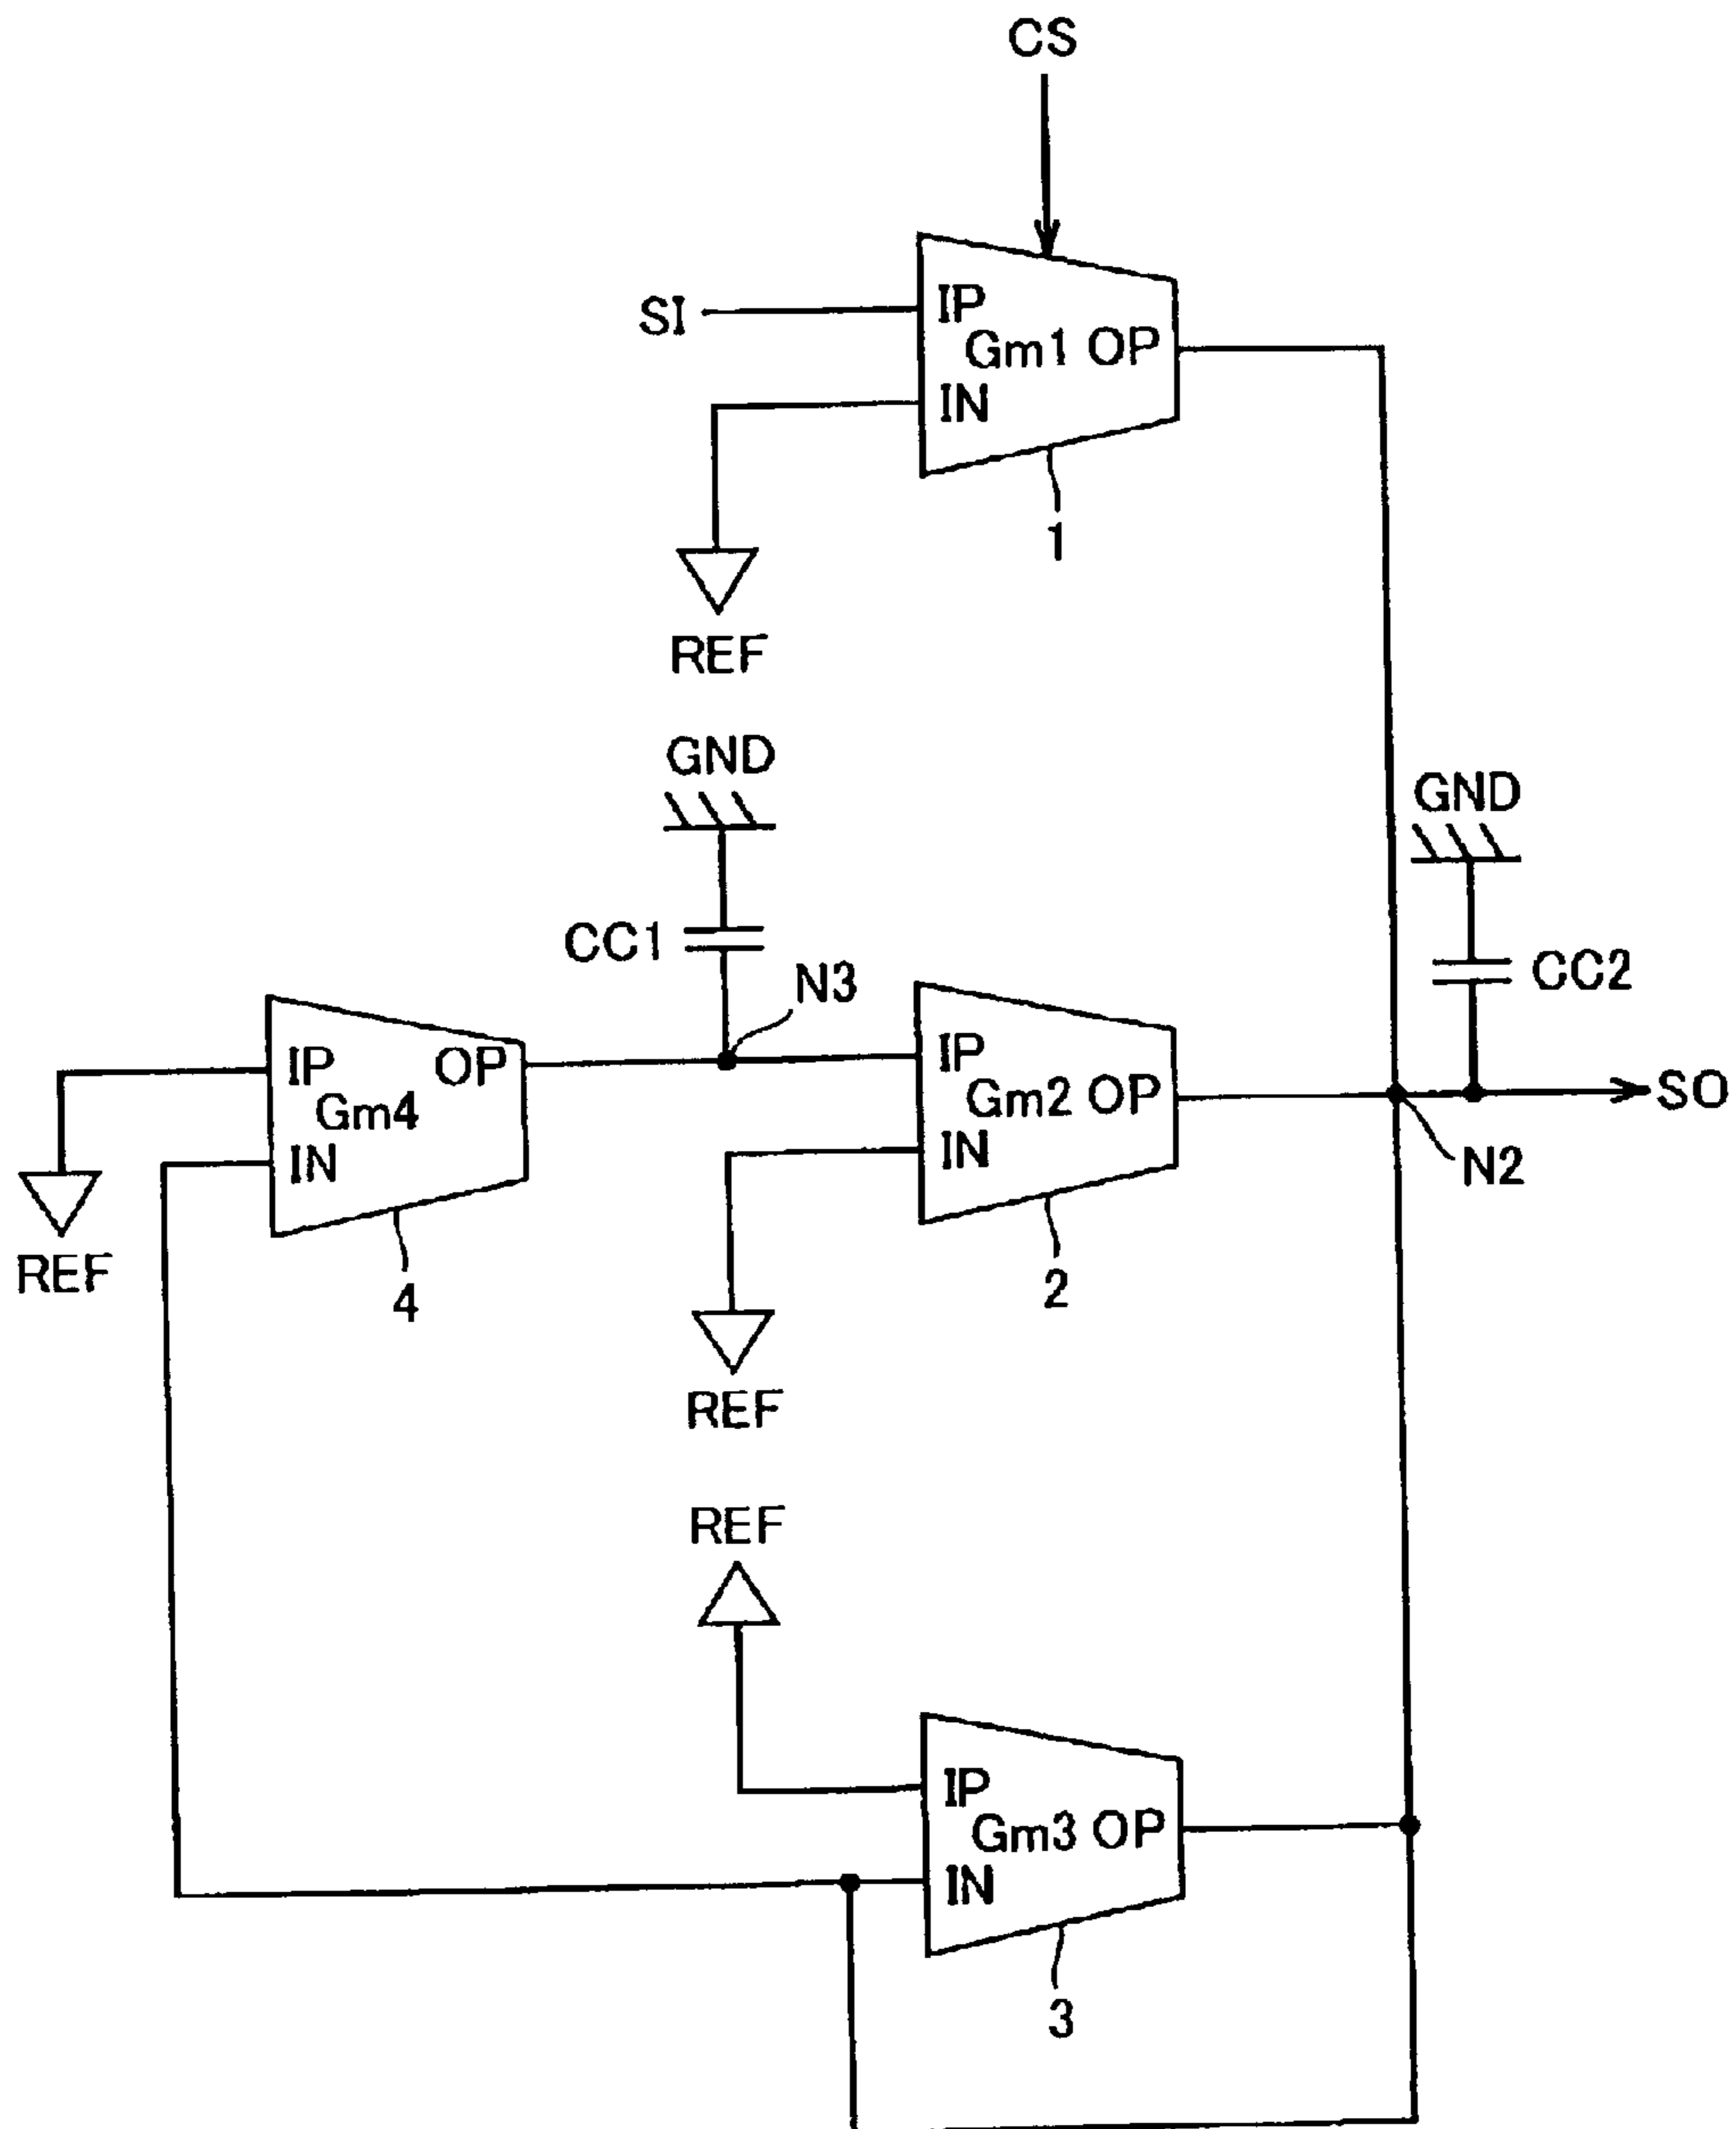 CS
SI
IP
Gm1 OP
IN
1
REF
GND
GND
CC1
CC2
N3
IP
OP
Gm4
IN
IP
Gm2 OP
IN
SO
N2
REF
4
2
REF
REF
IP
Gm3 OP
IN
3